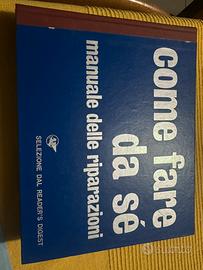 come fare
da sé
manuale delle riparazioni
SELEZIONE DAL READER'S DIGEST